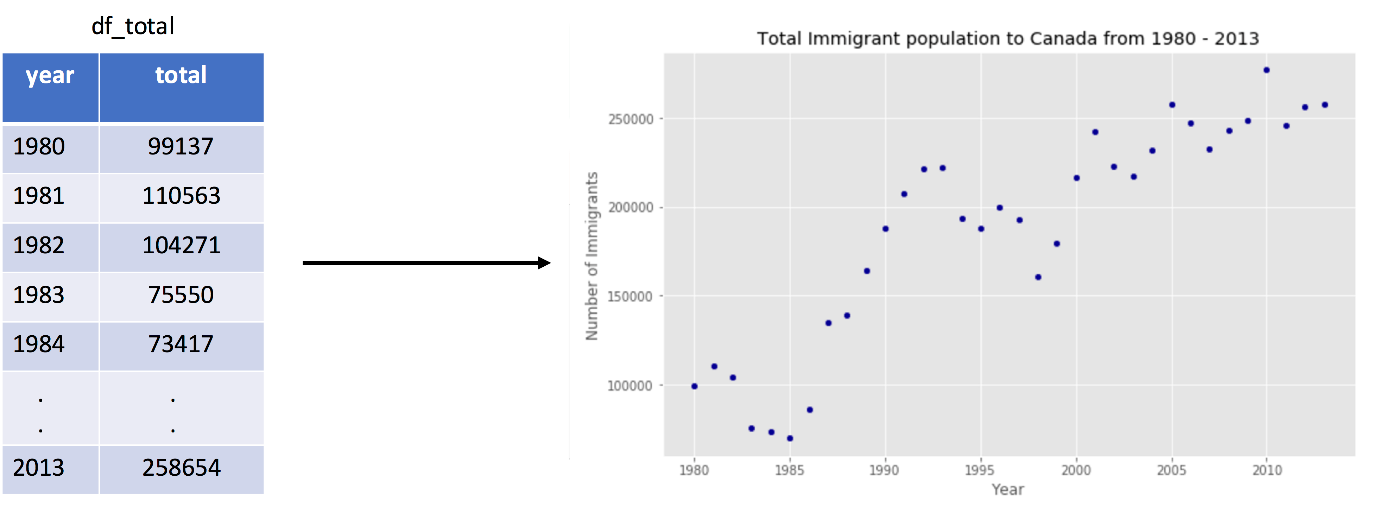 df_total
year total
1980 99137
1981 110563
1982 104271
1983 75550
1984 73417
. .
. .
2013 258654
Total Immigrant population to Canada from 1980 - 2013
Number of Immigrants
250000
200000
150000
100000
1980 1985 1990 1995 2000 2005 2010
Year